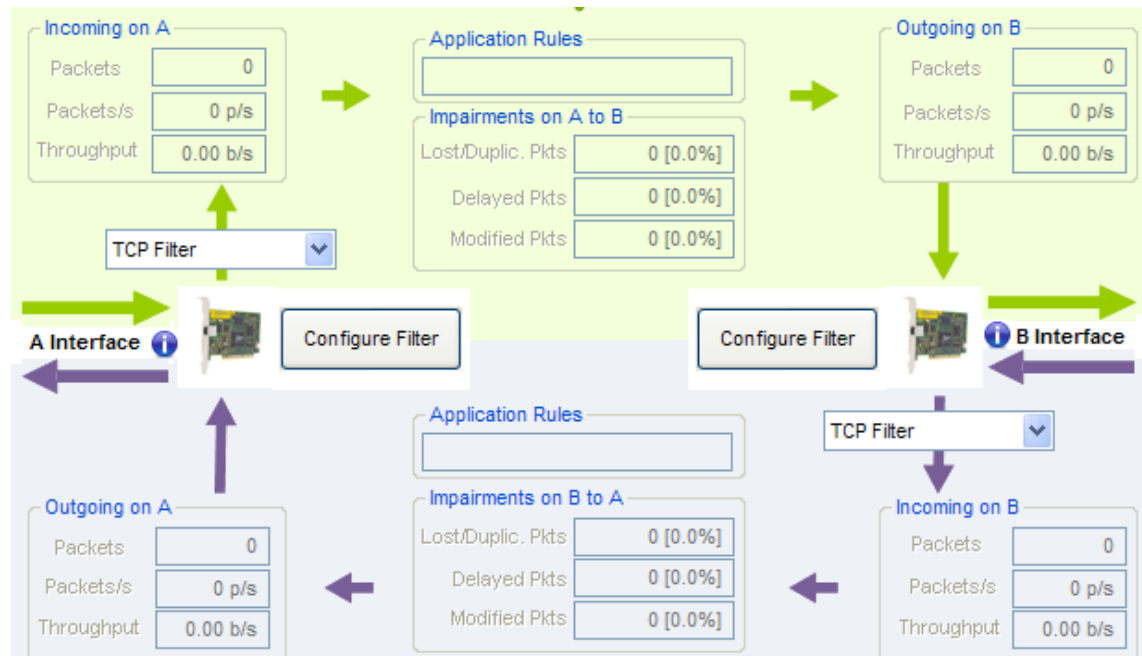 Incoming on A
Packets 0
Packets/s 0 p/s
Throughput 0.00 b/s
Application Rules
Impairments on A to B
Lost/Duplic. Pkts 0 [0.0%]
Delayed Pkts 0 [0.0%]
Modified Pkts 0 [0.0%]
Outgoing on B
Packets 0
Packets/s 0 p/s
Throughput 0.00 b/s
TCP Filter
A Interface
Configure Filter
Configure Filter
B Interface
TCP Filter
Outgoing on A
Packets 0
Packets/s 0 p/s
Throughput 0.00 b/s
Application Rules
Impairments on B to A
Lost/Duplic. Pkts 0 [0.0%]
Delayed Pkts 0 [0.0%]
Modified Pkts 0 [0.0%]
Incoming on B
Packets 0
Packets/s 0 p/s
Throughput 0.00 b/s